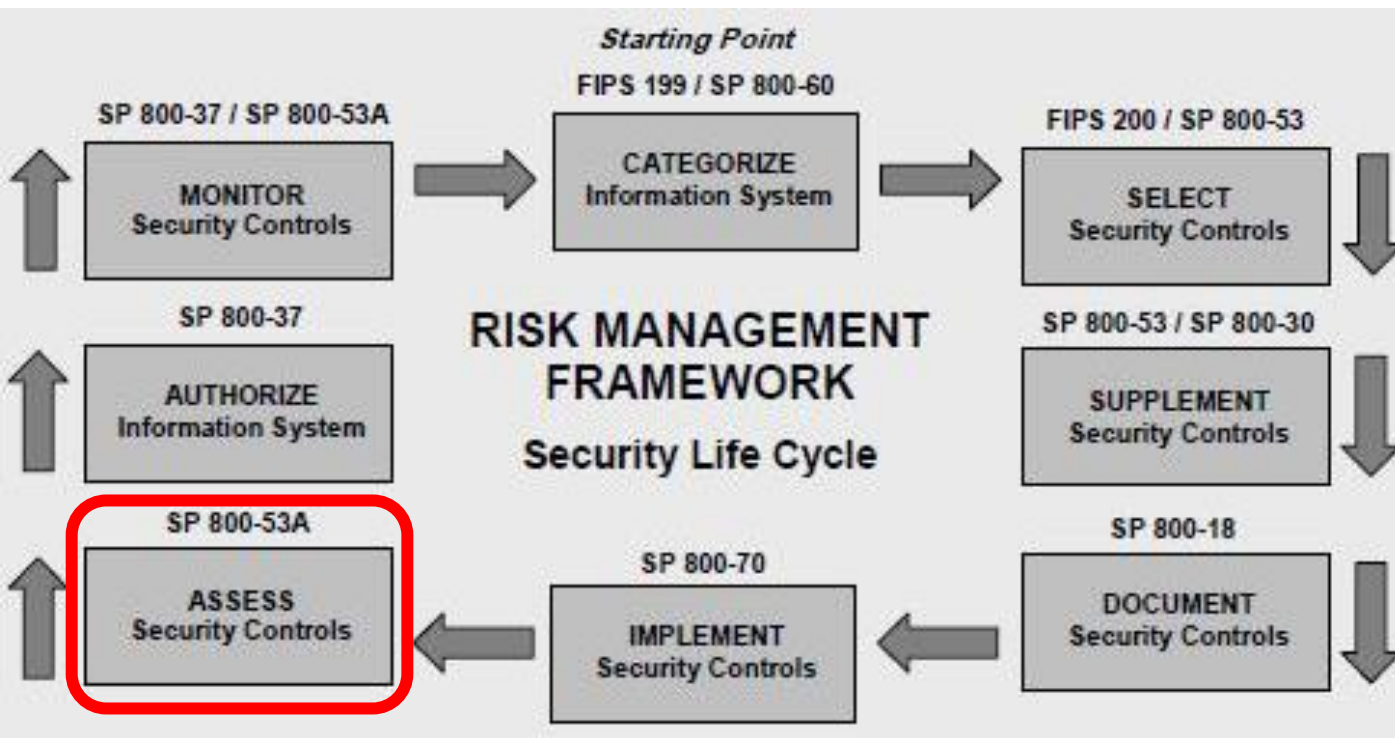 Starting Point
FIPS 199 / SP 800-60
CATEGORIZE
Information System
FIPS 200 / SP 800-53
SELECT
Security Controls
SP 800-53 / SP 800-30
SUPPLEMENT
Security Controls
SP 800-18
DOCUMENT
Security Controls
SP 800-70
IMPLEMENT
Security Controls
SP 800-53A
ASSESS
Security Controls
SP 800-37
AUTHORIZE
Information System
SP 800-37 / SP 800-53A
MONITOR
Security Controls
RISK MANAGEMENT
FRAMEWORK
Security Life Cycle